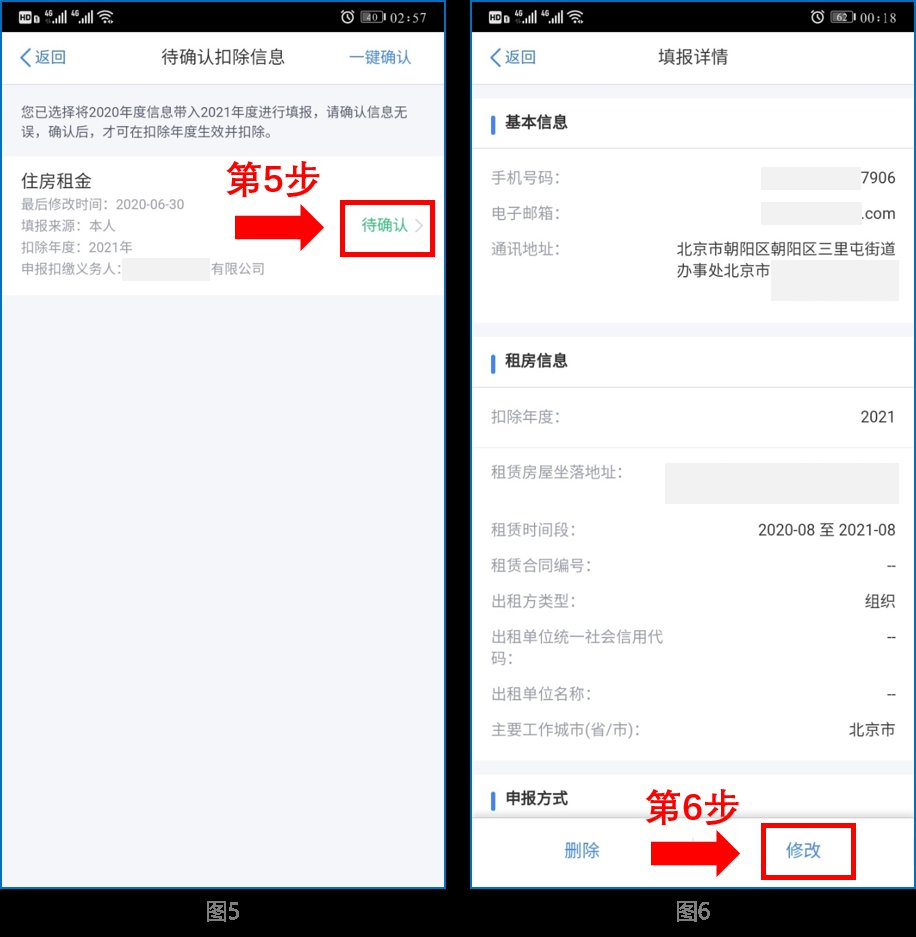 HD 4G 4G 40 02:57
返回 待确认扣除信息 一键确认
您已选择将2020年度信息带入2021年度进行填报，请确认信息无
误，确认后，才可在扣除年度生效并扣除。
住房租金
最后修改时间：2020-06-30
填报来源：本人
扣除年度：2021年
申报扣缴义务人： 有限公司
第5步
待确认
图5
HD 4G 4G 62 00:18
返回 填报详情
基本信息
手机号码： 7906
电子邮箱： .com
通讯地址： 北京市朝阳区朝阳区三里屯街道
办事处北京市
租房信息
扣除年度： 2021
租赁房屋坐落地址：
租赁时间段： 2020-08 至 2021-08
租赁合同编号： --
出租方类型： 组织
出租单位统一社会信用代 --
码：
出租单位名称： --
主要工作城市(省/市)： 北京市
申报方式
第6步
删除 修改
图6